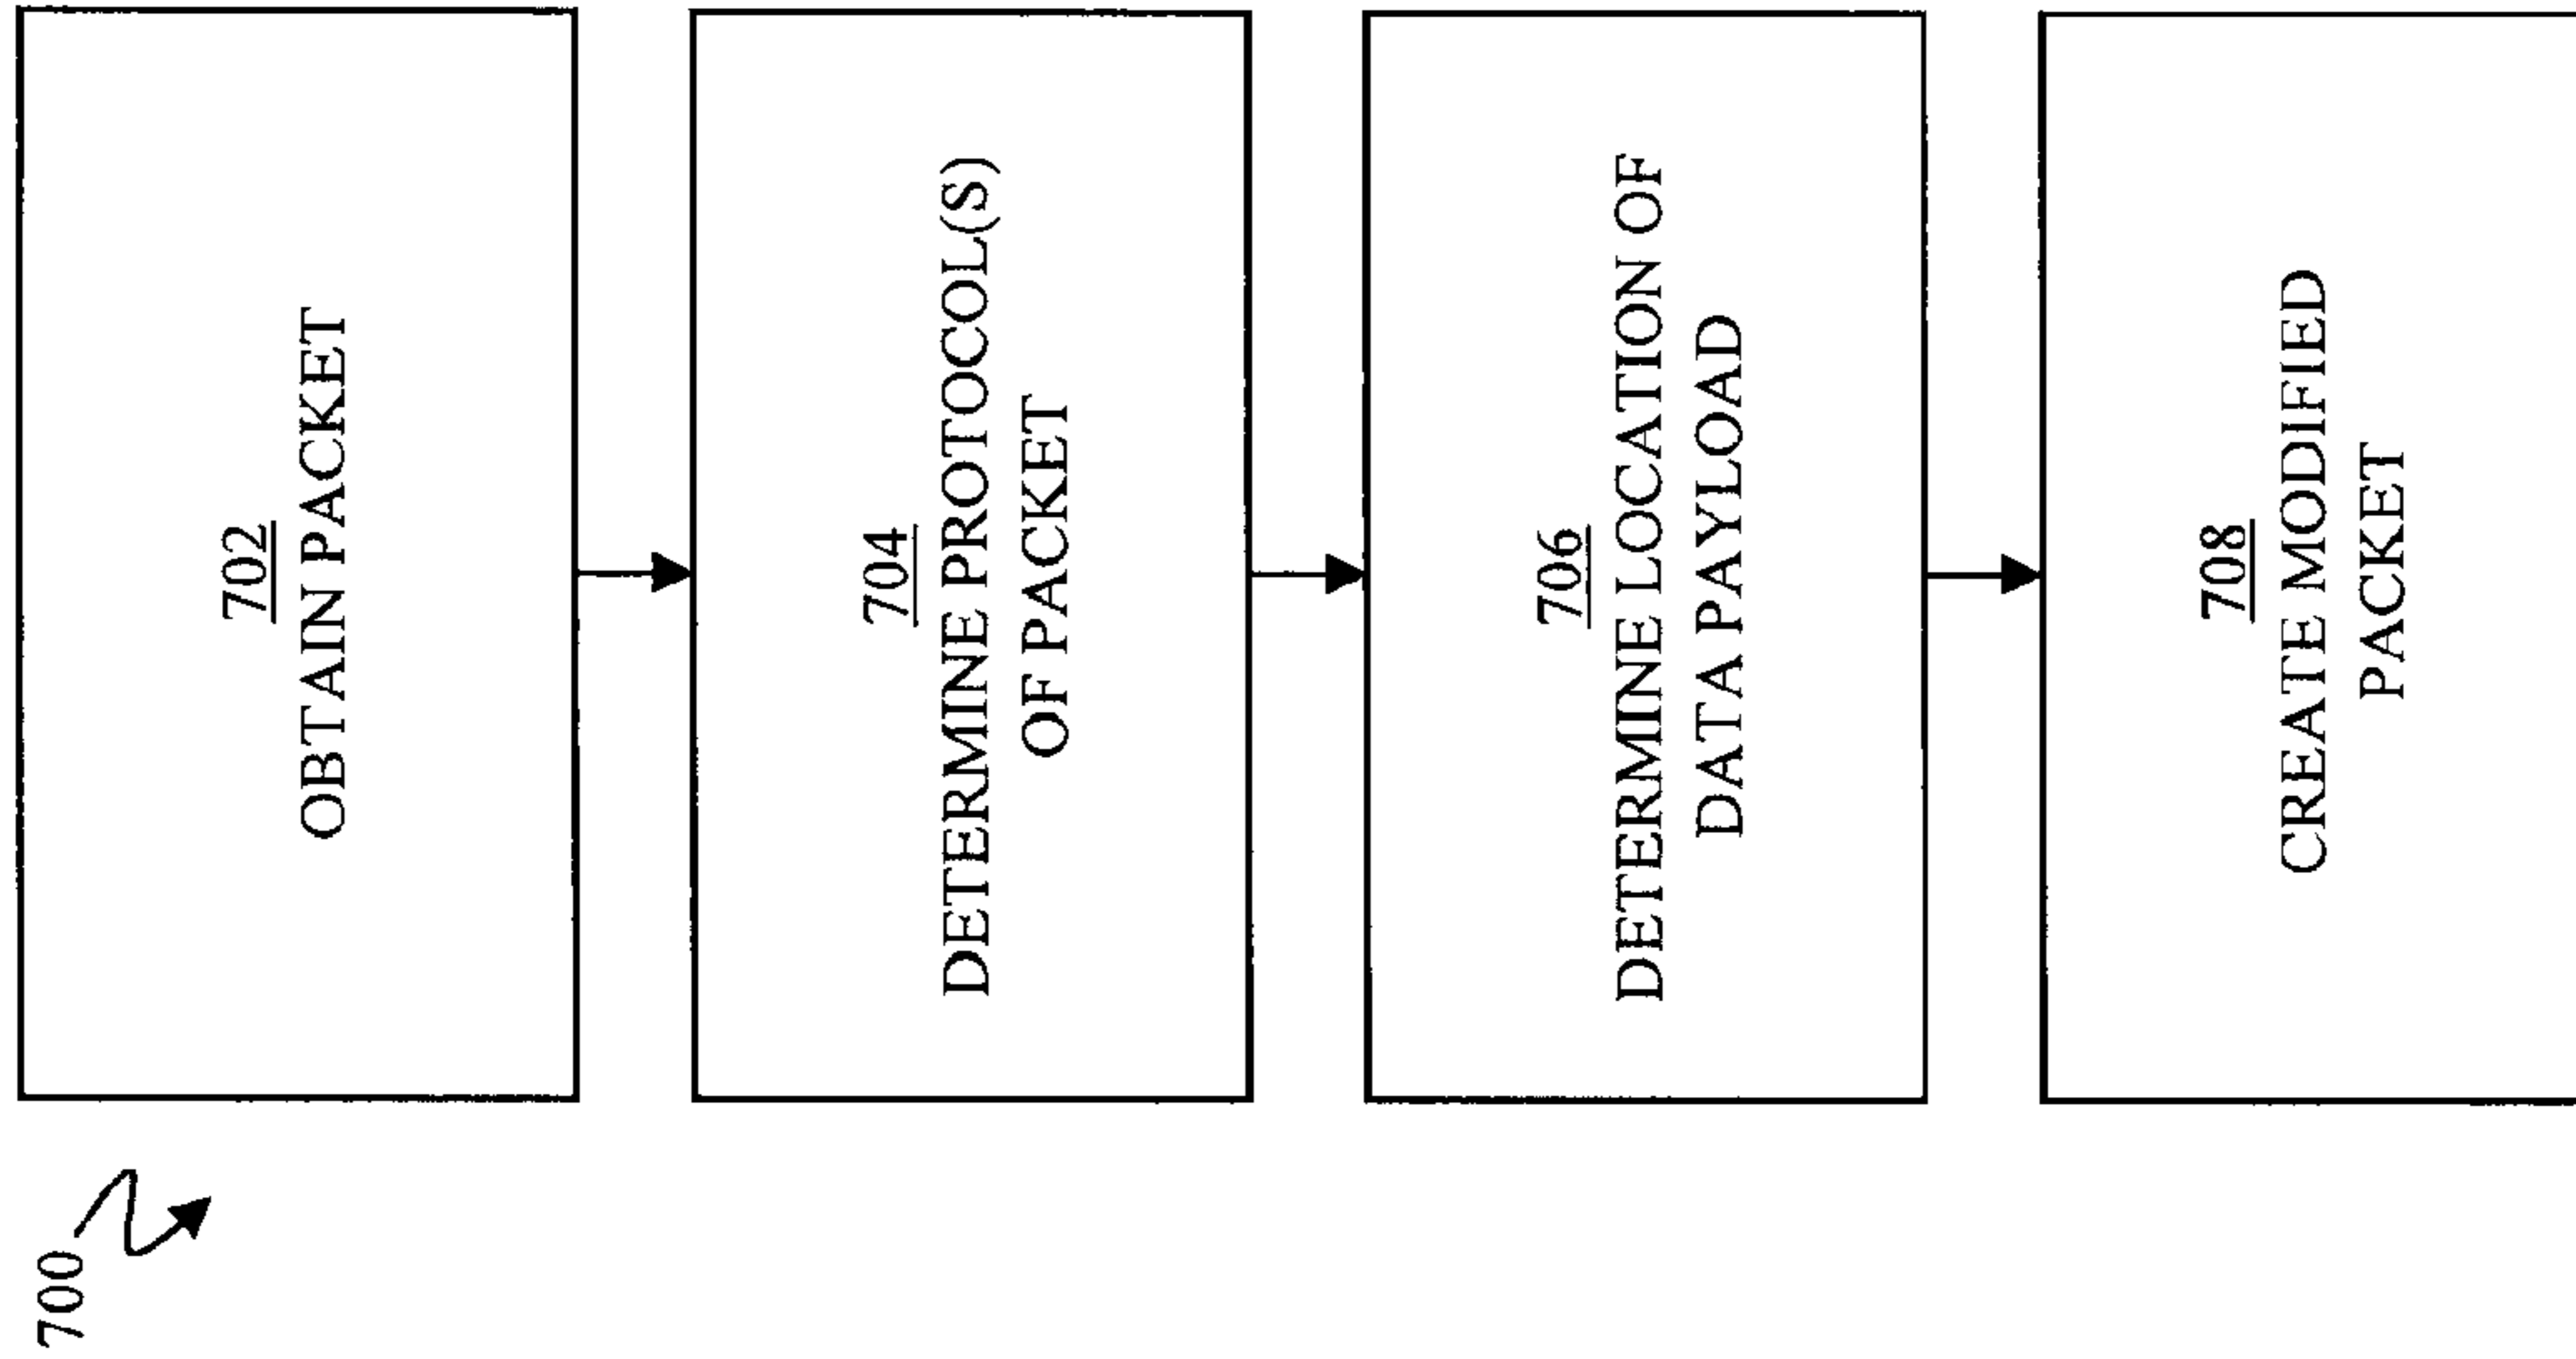 700
702
OBTAIN PACKET
704
DETERMINE PROTOCOL(S)
OF PACKET
706
DETERMINE LOCATION OF
DATA PAYLOAD
708
CREATE MODIFIED
PACKET